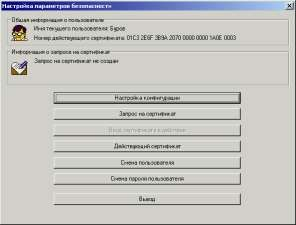 Настройка параметров безопасности
Общая информация о пользователе
Имя текущего пользователя: Буров
Номер действующего сертификата: 01C3 2E6F 3B9A 2070 0000 0000 1A0E 0003
Информация о запросе на сертификат
Запрос на сертификат не создан
Настройка конфигурации
Запрос на сертификат
Ввод сертификата в действие
Действующий сертификат
Смена пользователя
Смена пароля пользователя
Выход